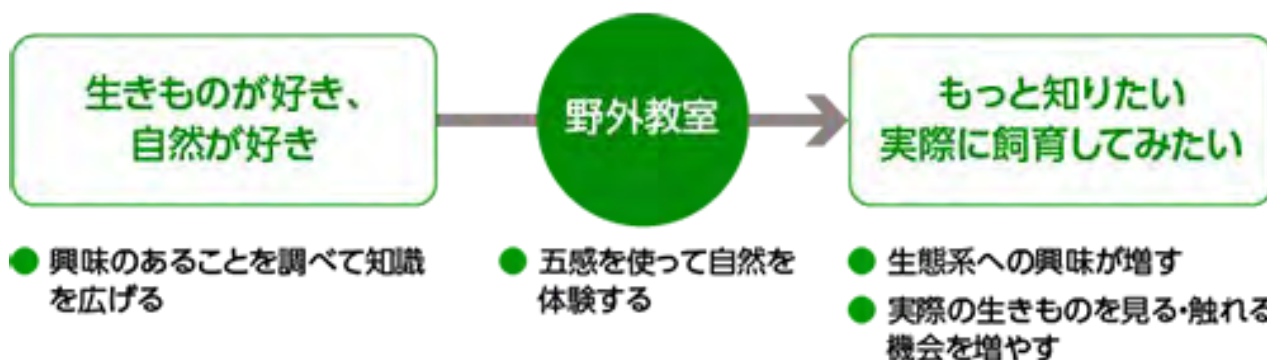 生きものが好き、
自然が好き
野外教室
もっと知りたい
実際に飼育してみたい
● 興味のあることを調べて知識
を広げる
● 五感を使って自然を
体験する
● 生態系への興味が増す
● 実際の生きものを見る・触れる
機会を増やす